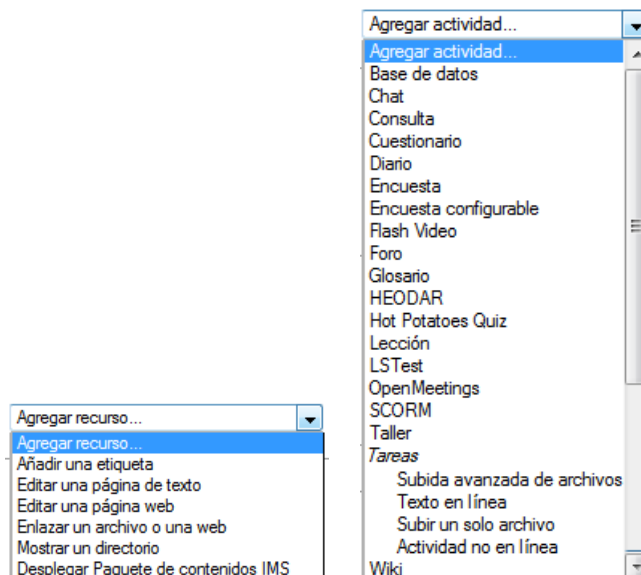 Agregar actividad...
Agregar actividad...
Base de datos
Chat
Consulta
Cuestionario
Diario
Encuesta
Encuesta configurable
Flash Video
Foro
Glosario
HEODAR
Hot Potatoes Quiz
Lección
LSTest
OpenMeetings
SCORM
Taller
Tareas
Subida avanzada de archivos
Texto en línea
Subir un solo archivo
Actividad no en línea
Wiki
Agregar recurso...
Agregar recurso...
Añadir una etiqueta
Editar una página de texto
Editar una página web
Enlazar un archivo o una web
Mostrar un directorio
Desplegar Paquete de contenidos IMS